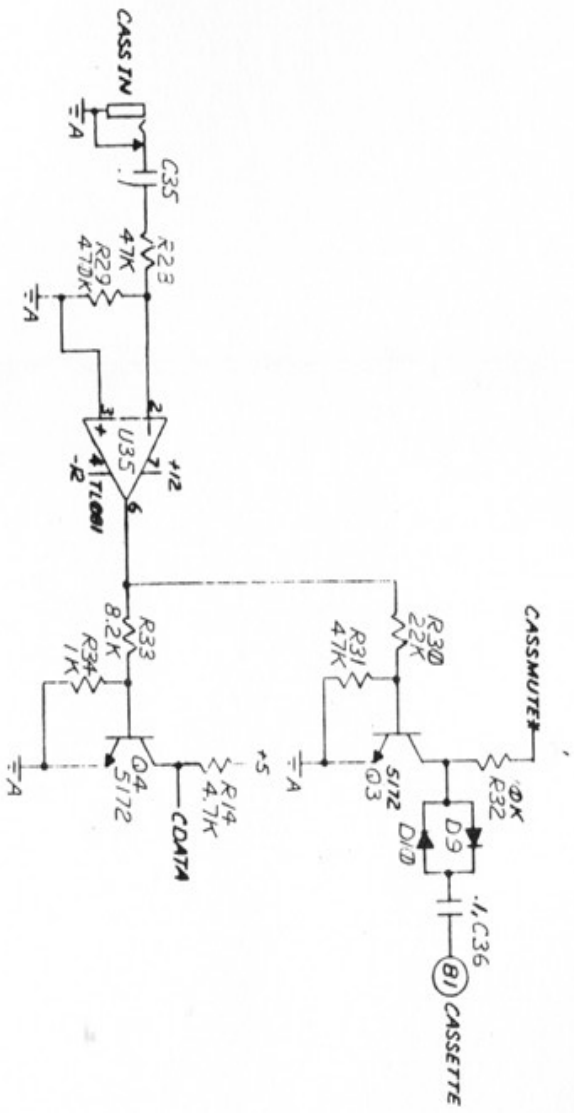 CASS IN
A
C35
.1
R23
47K
R29
470K
A
2
3
+
U35
7
+12
4
-12
TL081
6
R30
22K
R31
47K
A
5172
Q3
CASSMUTE*
R32
D9
D10
.1, C36
B1
CASSETTE
R33
8.2K
R34
1K
A
Q4
5172
+5
R14
4.7K
CDATA